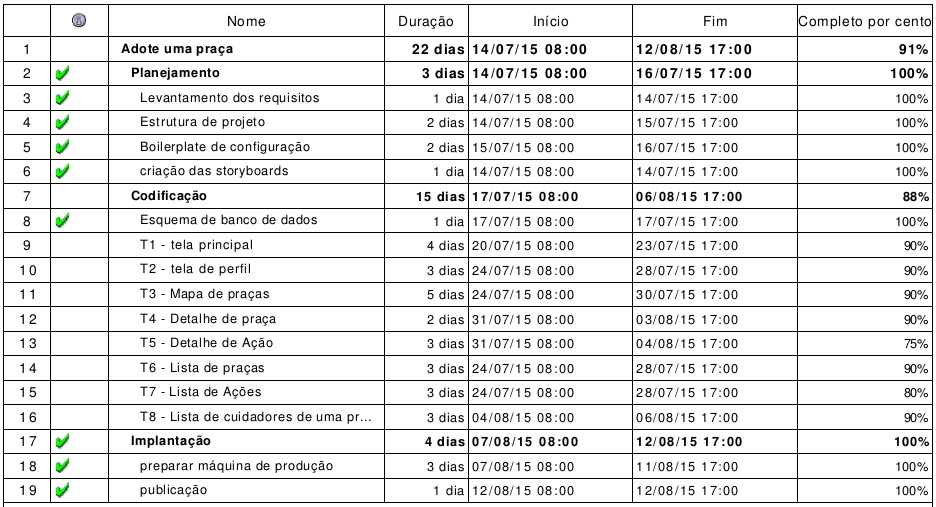 Nome Duração Início Fim Completo por cento
1 Adote uma praça 22 dias 14/07/15 08:00 12/08/15 17:00 91%
2 Planejamento 3 dias 14/07/15 08:00 16/07/15 17:00 100%
3 Levantamento dos requisitos 1 dia 14/07/15 08:00 14/07/15 17:00 100%
4 Estrutura de projeto 2 dias 14/07/15 08:00 15/07/15 17:00 100%
5 Boilerplate de configuração 2 dias 15/07/15 08:00 16/07/15 17:00 100%
6 criação das storyboards 1 dia 14/07/15 08:00 14/07/15 17:00 100%
7 Codificação 15 dias 17/07/15 08:00 06/08/15 17:00 88%
8 Esquema de banco de dados 1 dia 17/07/15 08:00 17/07/15 17:00 100%
9 T1 - tela principal 4 dias 20/07/15 08:00 23/07/15 17:00 90%
10 T2 - tela de perfil 3 dias 24/07/15 08:00 28/07/15 17:00 90%
11 T3 - Mapa de praças 5 dias 24/07/15 08:00 30/07/15 17:00 90%
12 T4 - Detalhe de praça 2 dias 31/07/15 08:00 03/08/15 17:00 90%
13 T5 - Detalhe de Ação 3 dias 31/07/15 08:00 04/08/15 17:00 75%
14 T6 - Lista de praças 3 dias 24/07/15 08:00 28/07/15 17:00 90%
15 T7 - Lista de Ações 3 dias 24/07/15 08:00 28/07/15 17:00 80%
16 T8 - Lista de cuidadores de uma pr... 3 dias 04/08/15 08:00 06/08/15 17:00 90%
17 Implantação 4 dias 07/08/15 08:00 12/08/15 17:00 100%
18 preparar máquina de produção 3 dias 07/08/15 08:00 11/08/15 17:00 100%
19 publicação 1 dia 12/08/15 08:00 12/08/15 17:00 100%